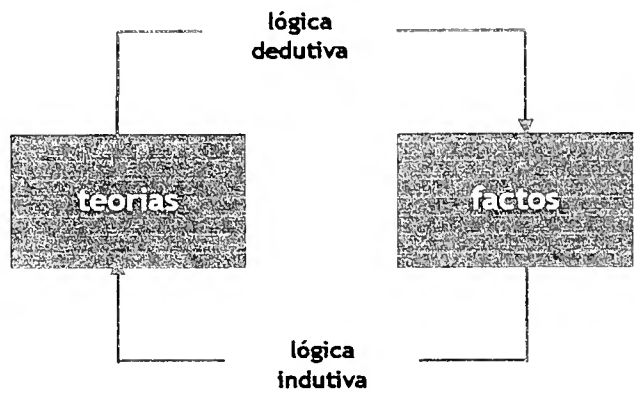 lógica
dedutiva
teorias
factos
lógica
indutiva